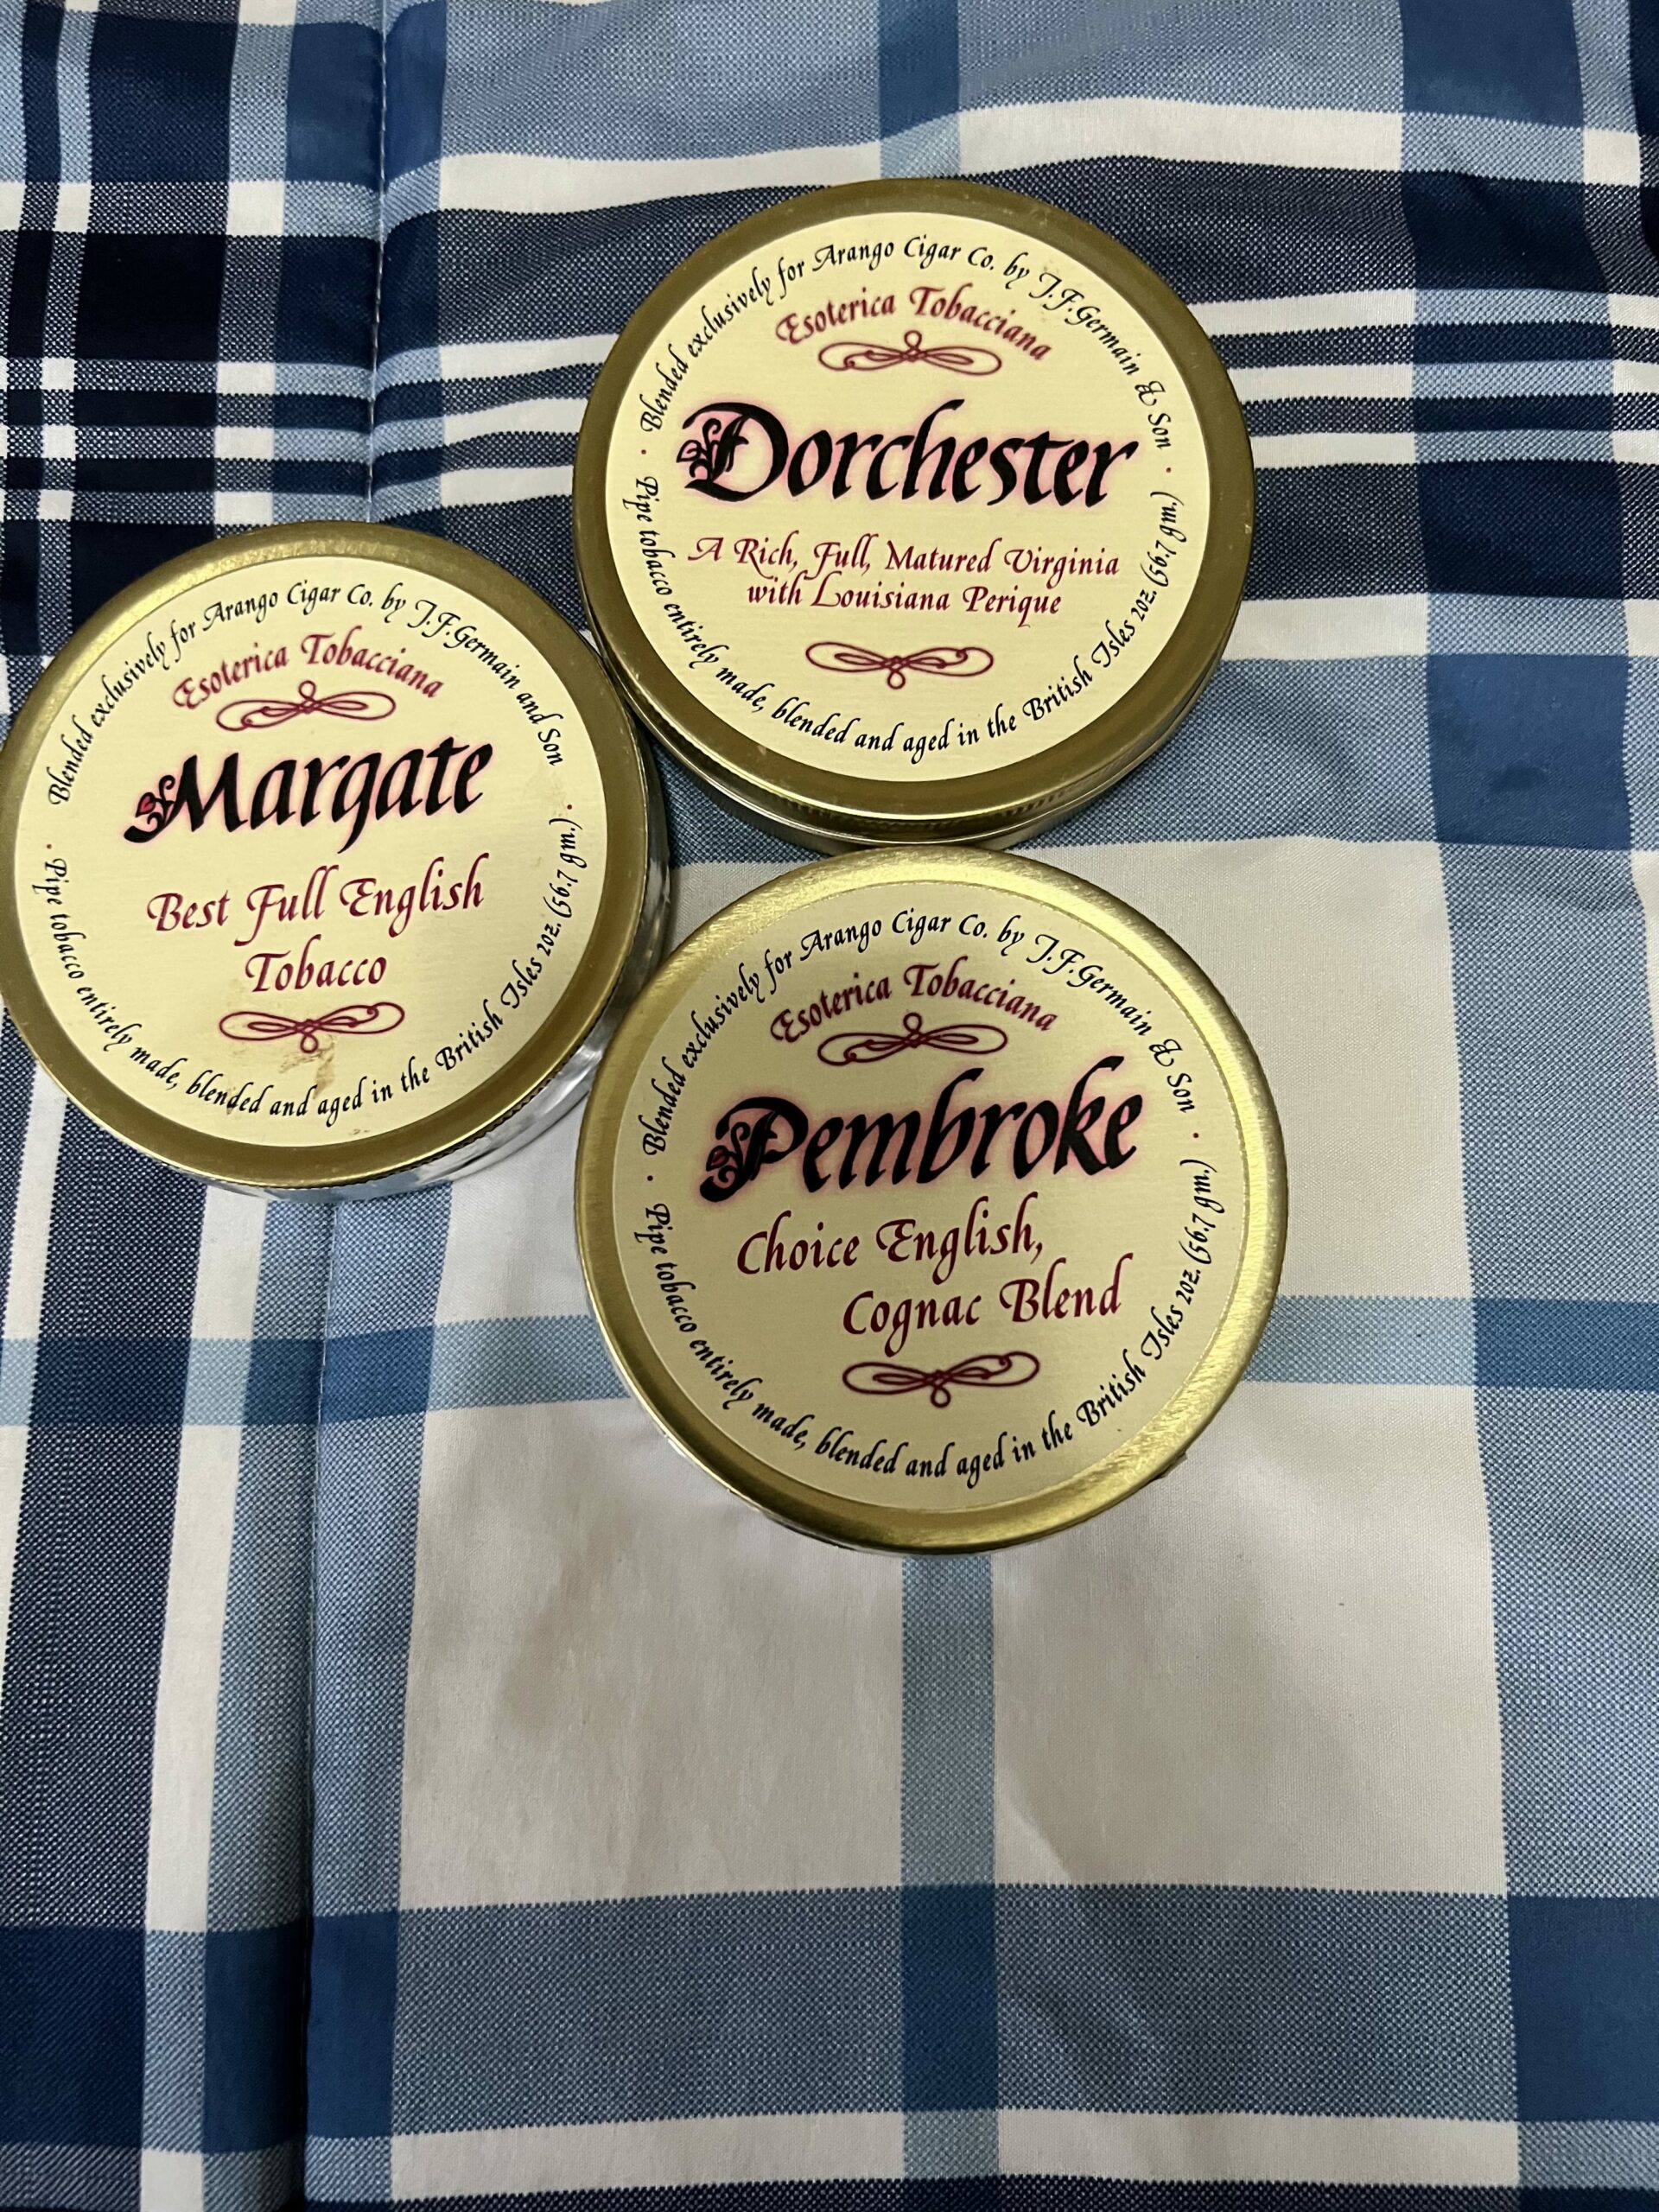 Blended exclusively for Arango Cigar Co. by J.F.Germain & Son
Esoterica Tobacciana
Dorchester
A Rich, Full, Matured Virginia
with Louisiana Perique
Pipe tobacco entirely made, blended and aged in the British Isles 2oz. (56.7 gm.)
Blended exclusively for Arango Cigar Co. by J.F.Germain and Son
Esoterica Tobacciana
Margate
Best Full English
Tobacco
Pipe tobacco entirely made, blended and aged in the British Isles 2oz. (56.7 gm.)
Blended exclusively for Arango Cigar Co. by J.F.Germain & Son
Esoterica Tobacciana
Pembroke
Choice English,
Cognac Blend
Pipe tobacco entirely made, blended and aged in the British Isles 2oz. (56.7 gm.)